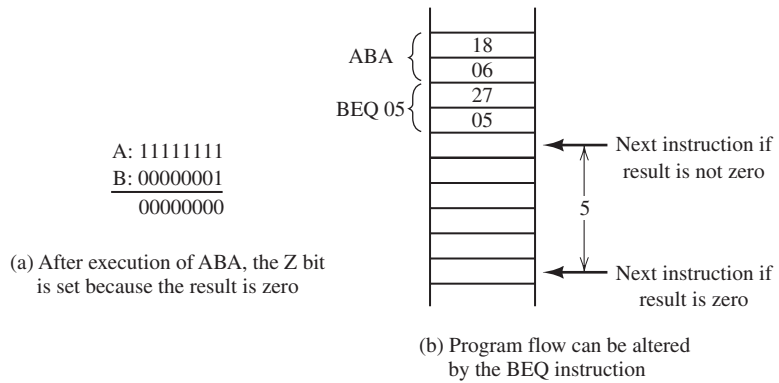 A: 11111111
B: 00000001
00000000
(a) After execution of ABA, the Z bit
is set because the result is zero
ABA
18
06
BEQ 05
27
05
Next instruction if
result is not zero
5
Next instruction if
result is zero
(b) Program flow can be altered
by the BEQ instruction